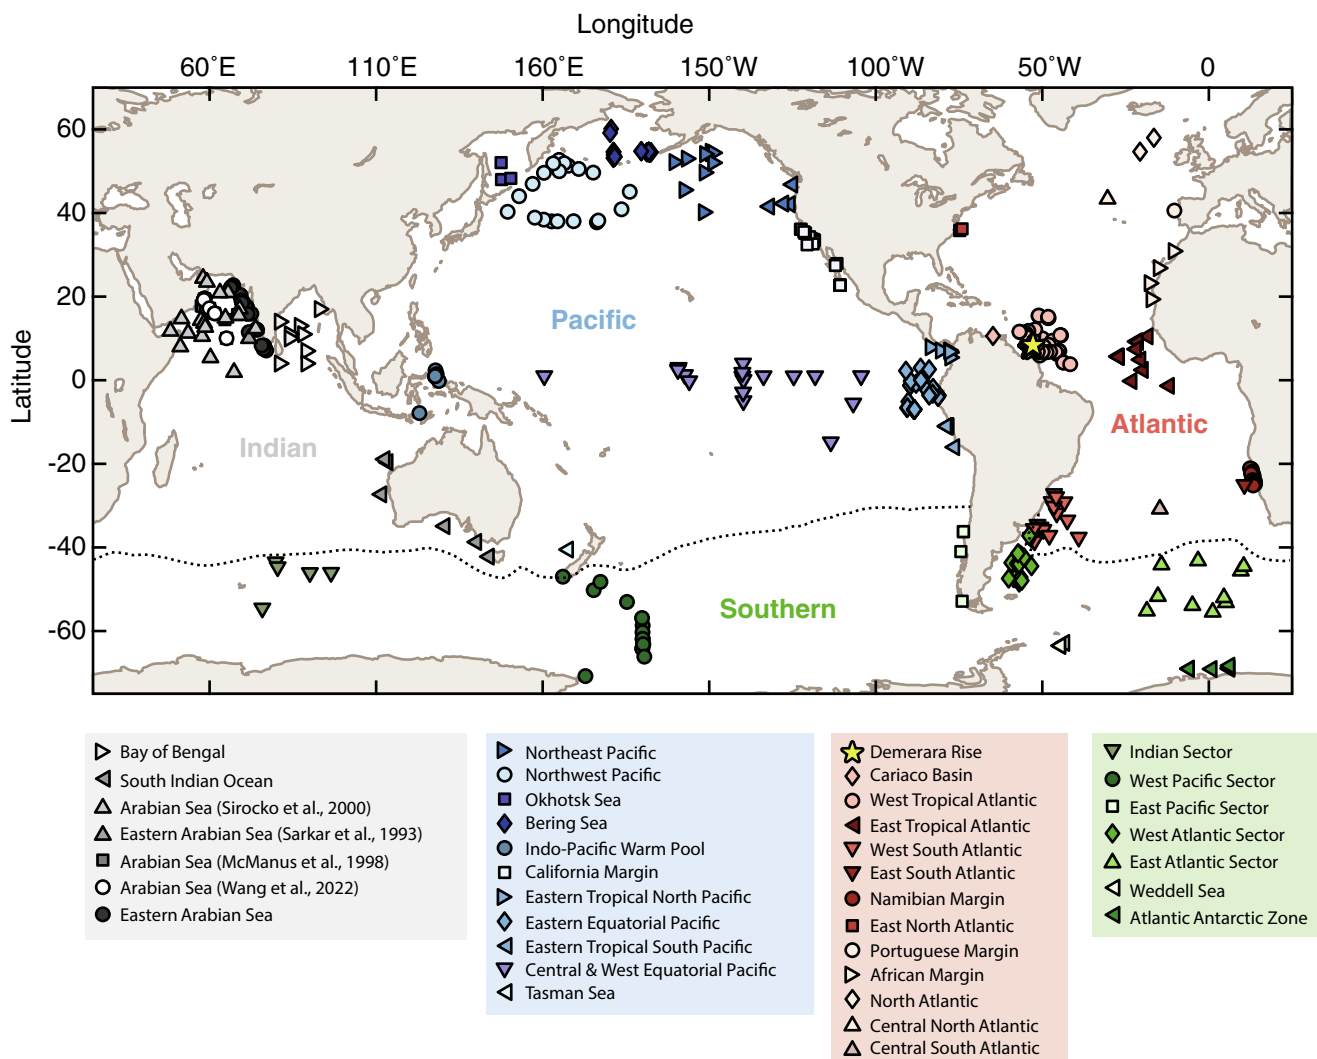 Longitude
60˚E 110˚E 160˚E 150˚W 100˚W 50˚W 0
Latitude
60
40
20
0
-20
-40
-60
Pacific
Indian
Atlantic
Southern
Bay of Bengal
South Indian Ocean
Arabian Sea (Sirocko et al., 2000)
Eastern Arabian Sea (Sarkar et al., 1993)
Arabian Sea (McManus et al., 1998)
Arabian Sea (Wang et al., 2022)
Eastern Arabian Sea
Northeast Pacific
Northwest Pacific
Okhotsk Sea
Bering Sea
Indo-Pacific Warm Pool
California Margin
Eastern Tropical North Pacific
Eastern Equatorial Pacific
Eastern Tropical South Pacific
Central & West Equatorial Pacific
Tasman Sea
Demerara Rise
Cariaco Basin
West Tropical Atlantic
East Tropical Atlantic
West South Atlantic
East South Atlantic
Namibian Margin
East North Atlantic
Portuguese Margin
African Margin
North Atlantic
Central North Atlantic
Central South Atlantic
Indian Sector
West Pacific Sector
East Pacific Sector
West Atlantic Sector
East Atlantic Sector
Weddell Sea
Atlantic Antarctic Zone